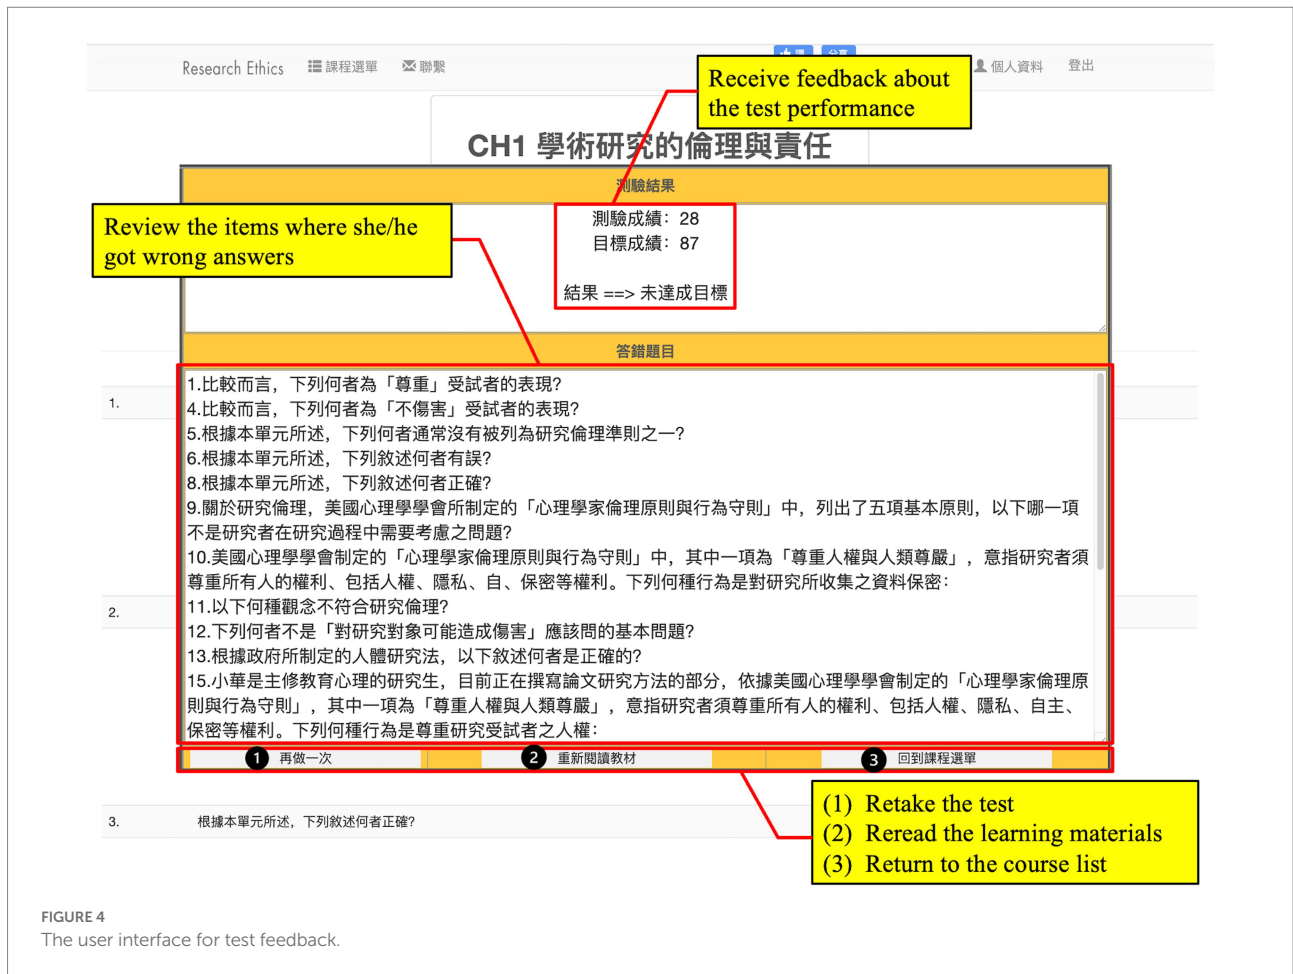 讚 分享
Research Ethics 課程選單 聯繫 個人資料 登出
Receive feedback about
the test performance
CH1 學術研究的倫理與責任
測驗結果
Review the items where she/he
got wrong answers
測驗成績：28
目標成績：87
結果 ==> 未達成目標
答錯題目
1.比較而言，下列何者為「尊重」受試者的表現?
4.比較而言，下列何者為「不傷害」受試者的表現?
5.根據本單元所述，下列何者通常沒有被列為研究倫理準則之一?
6.根據本單元所述，下列敘述何者有誤?
8.根據本單元所述，下列敘述何者正確?
9.關於研究倫理，美國心理學學會所制定的「心理學家倫理原則與行為守則」中，列出了五項基本原則，以下哪一項
不是研究者在研究過程中需要考慮之問題?
10.美國心理學學會制定的「心理學家倫理原則與行為守則」中，其中一項為「尊重人權與人類尊嚴」，意指研究者須
尊重所有人的權利、包括人權、隱私、自、保密等權利。下列何種行為是對研究所收集之資料保密：
11.以下何種觀念不符合研究倫理?
12.下列何者不是「對研究對象可能造成傷害」應該問的基本問題?
13.根據政府所制定的人體研究法，以下敘述何者是正確的?
15.小華是主修教育心理的研究生，目前正在撰寫論文研究方法的部分，依據美國心理學學會制定的「心理學家倫理原
則與行為守則」，其中一項為「尊重人權與人類尊嚴」，意指研究者須尊重所有人的權利、包括人權、隱私、自主、
保密等權利。下列何種行為是尊重研究受試者之人權：
1.
2.
1 再做一次 2 重新閱讀教材 3 回到課程選單
3. 根據本單元所述，下列敘述何者正確?
(1) Retake the test
(2) Reread the learning materials
(3) Return to the course list
FIGURE 4
The user interface for test feedback.